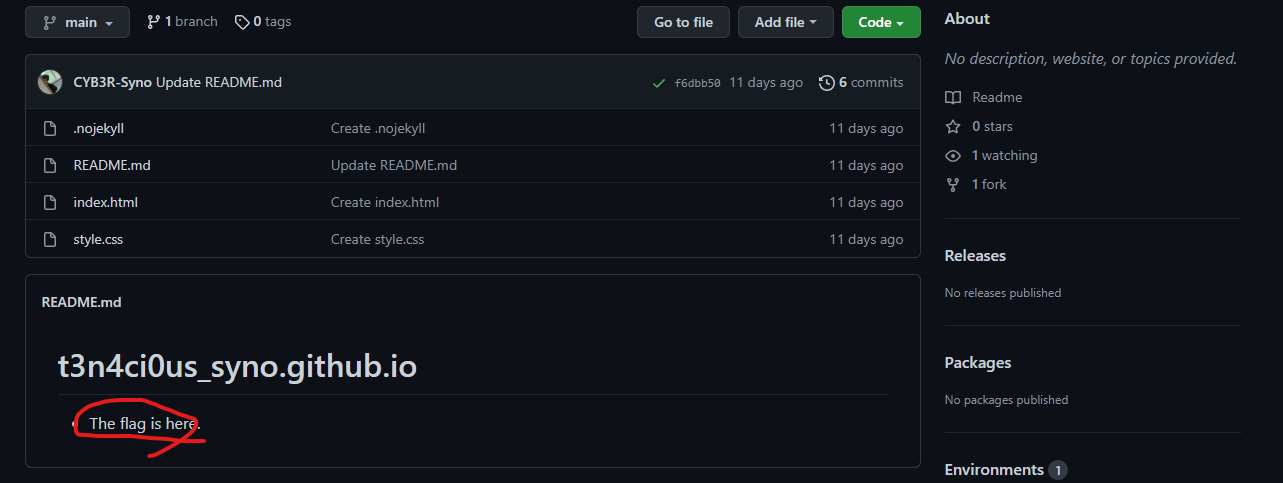 main 1 branch 0 tags Go to file Add file Code
About
No description, website, or topics provided.
Readme
0 stars
1 watching
1 fork
CYB3R-Syno Update README.md f6dbb50 11 days ago 6 commits
.nojekyll Create .nojekyll 11 days ago
README.md Update README.md 11 days ago
index.html Create index.html 11 days ago
style.css Create style.css 11 days ago
Releases
No releases published
Packages
No packages published
Environments 1
README.md
t3n4ci0us_syno.github.io
The flag is here.